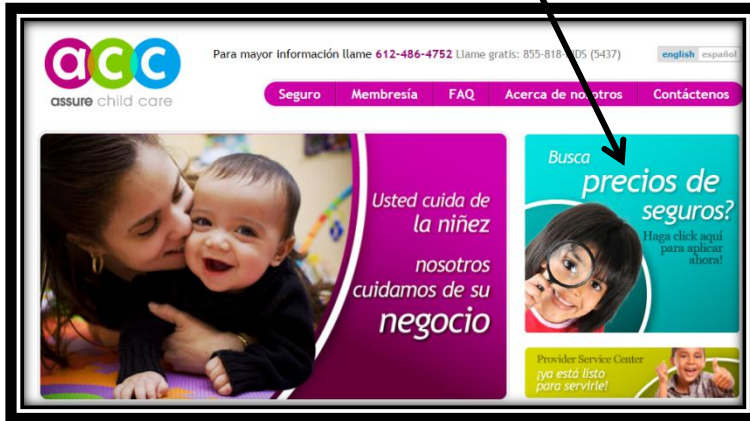 acc
assure child care
Para mayor información llame 612-486-4752 Llame gratis: 855-818- (5437)
english español
Seguro Membresía FAQ Acerca de nosotros Contáctenos
Usted cuida de
la niñez
nosotros
cuidamos de su
negocio
Busca
precios de
seguros?
Haga click aquí
para aplicar
ahora!
Provider Service Center
¡ya está listo
para servirle!